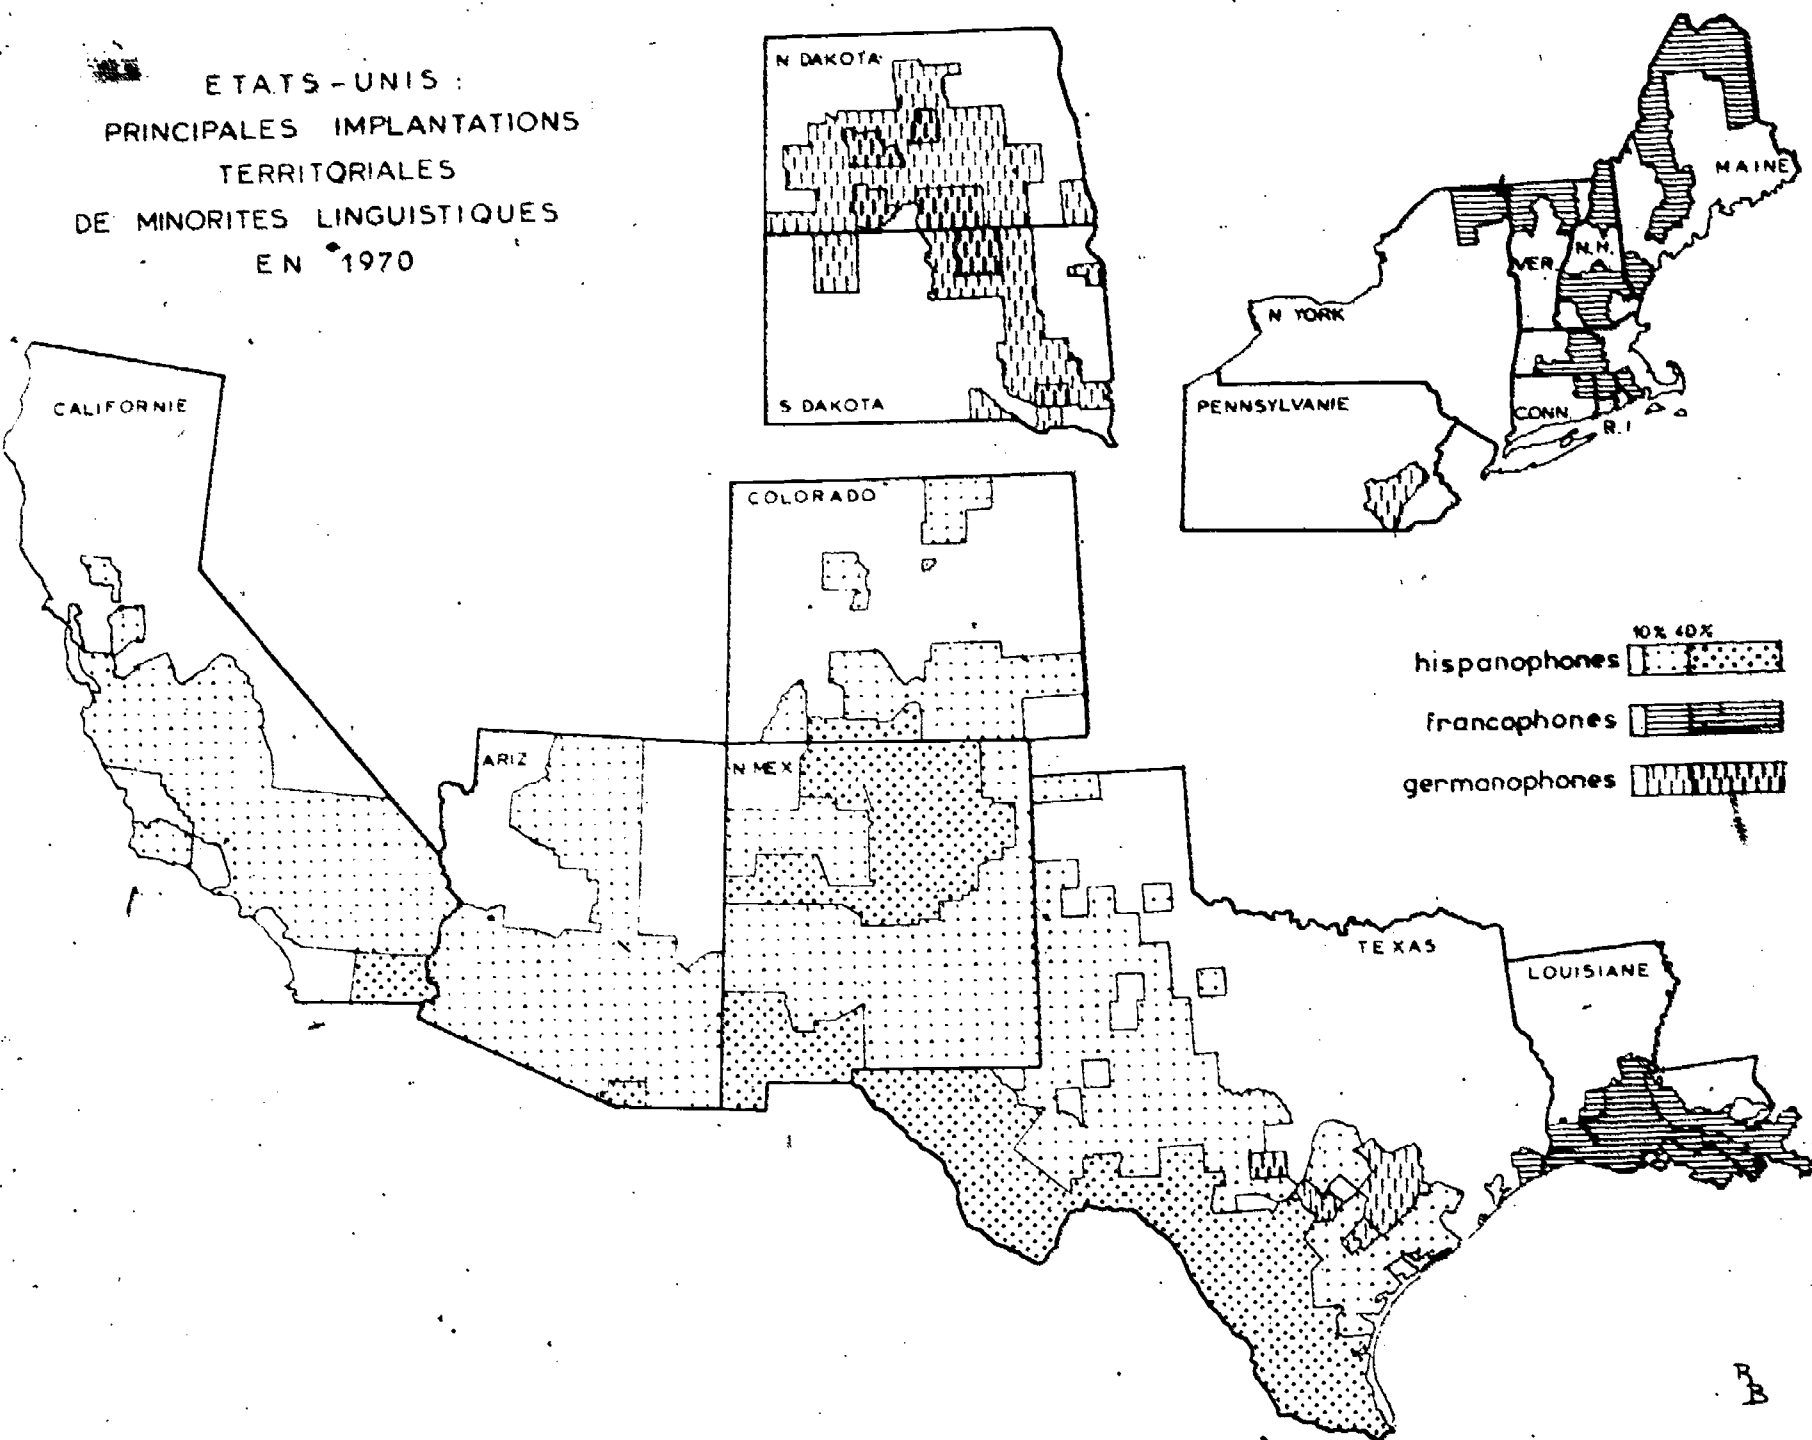 ETATS-UNIS :
PRINCIPALES IMPLANTATIONS
TERRITORIALES
DE MINORITES LINGUISTIQUES
EN 1970
N DAKOTA
S DAKOTA
MAINE
N.H.
VER.
N YORK
PENNSYLVANIE
CONN.
R.I
CALIFORNIE
COLORADO
10% 40%
hispanophones
francophones
germanophones
ARIZ
N MEX
TEXAS
LOUISIANE
RB